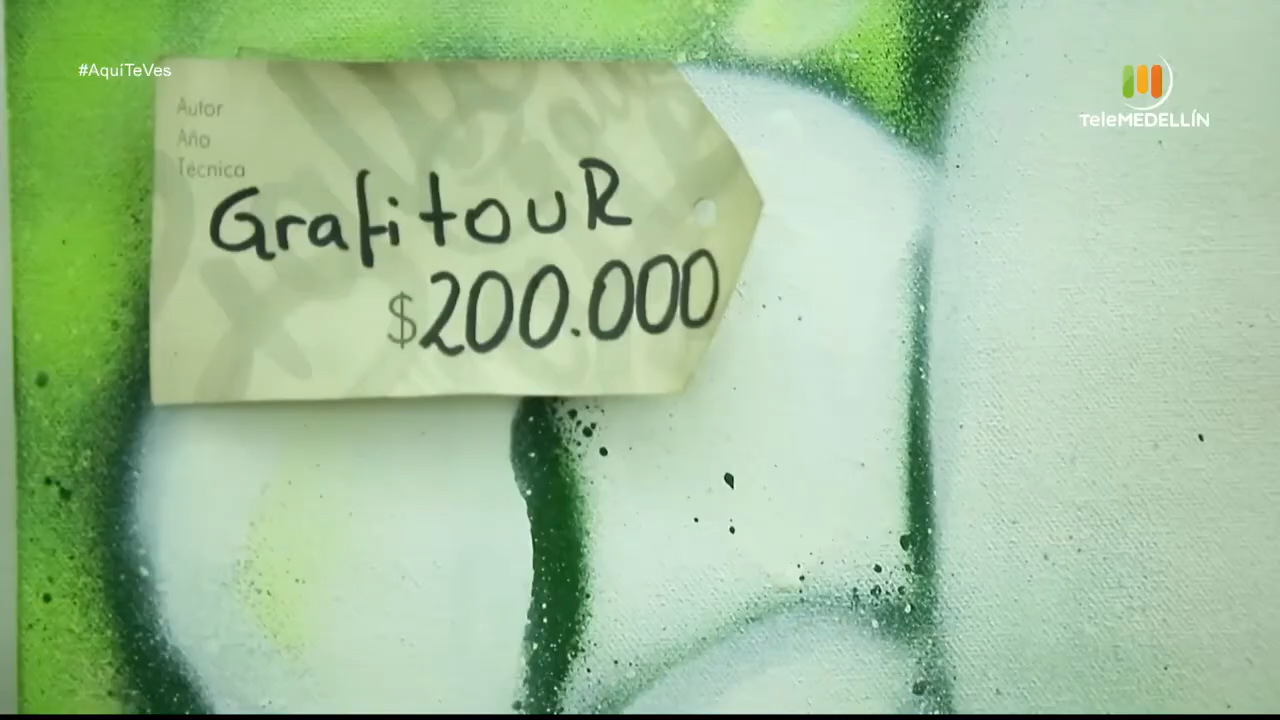 #AquíTeVes
TeleMEDELLÍN
Autor
Año
Técnica
GrafitouR
$200.000